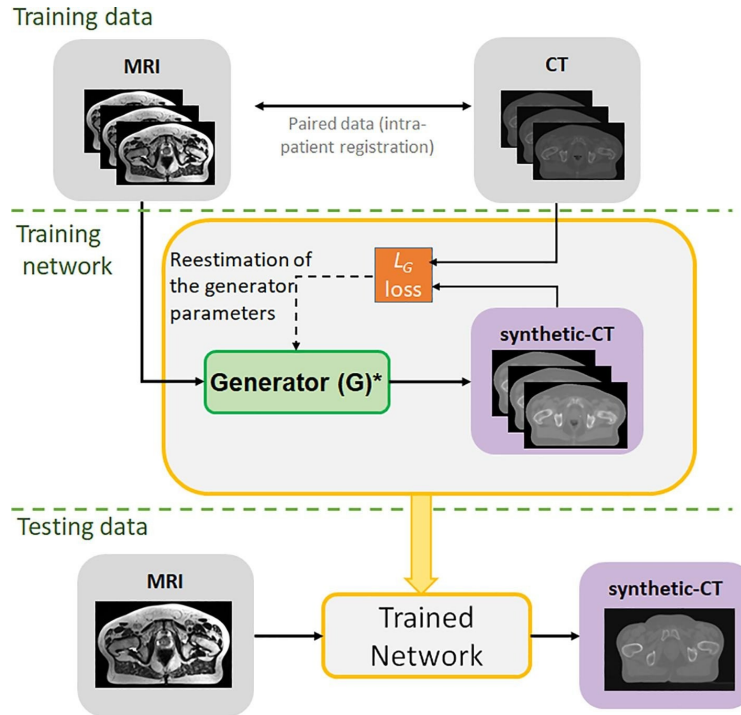 Training data
MRI
CT
Paired data (intra-
patient registration)
Training
network
Reestimation of
the generator
parameters
L_G
loss
synthetic-CT
Generator (G)*
Testing data
MRI
synthetic-CT
Trained
Network